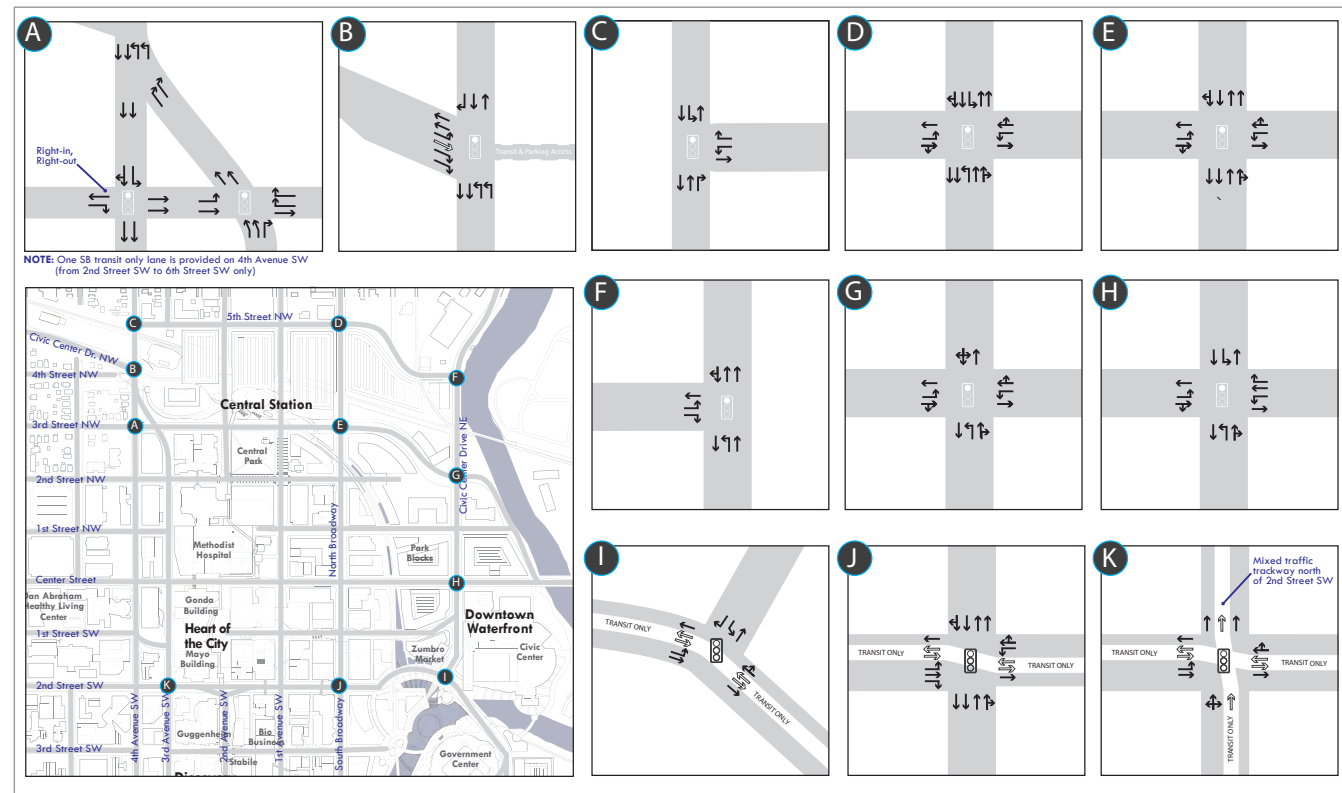 A
B
C
D
E
Right-in,
Right-out
Transit & Parking Access
NOTE: One SB transit only lane is provided on 4th Avenue SW
(from 2nd Street SW to 6th Street SW only)
F
G
H
C
5th Street NW
D
Civic Center Dr. NW
B
4th Street NW
F
Central Station
3rd Street NW
A
E
Civic Center Drive NE
Central
Park
2nd Street NW
G
North Broadway
1st Street NW
Methodist
Hospital
Park
Blocks
Center Street
H
Jan Abraham
Healthy Living
Center
Gonda
Building
Downtown
Waterfront
1st Street SW
Heart of
the City
Mayo
Building
Zumbro
Market
Civic
Center
2nd Street SW
K
J
I
4th Avenue SW
3rd Avenue SW
2nd Avenue SW
1st Avenue SW
South Broadway
Guggenheim
Bio
Business
3rd Street SW
Stabile
Government
Center
I
TRANSIT ONLY
TRANSIT ONLY
J
TRANSIT ONLY
TRANSIT ONLY
K
Mixed traffic
trackway north
of 2nd Street SW
TRANSIT ONLY
TRANSIT ONLY
TRANSIT ONLY